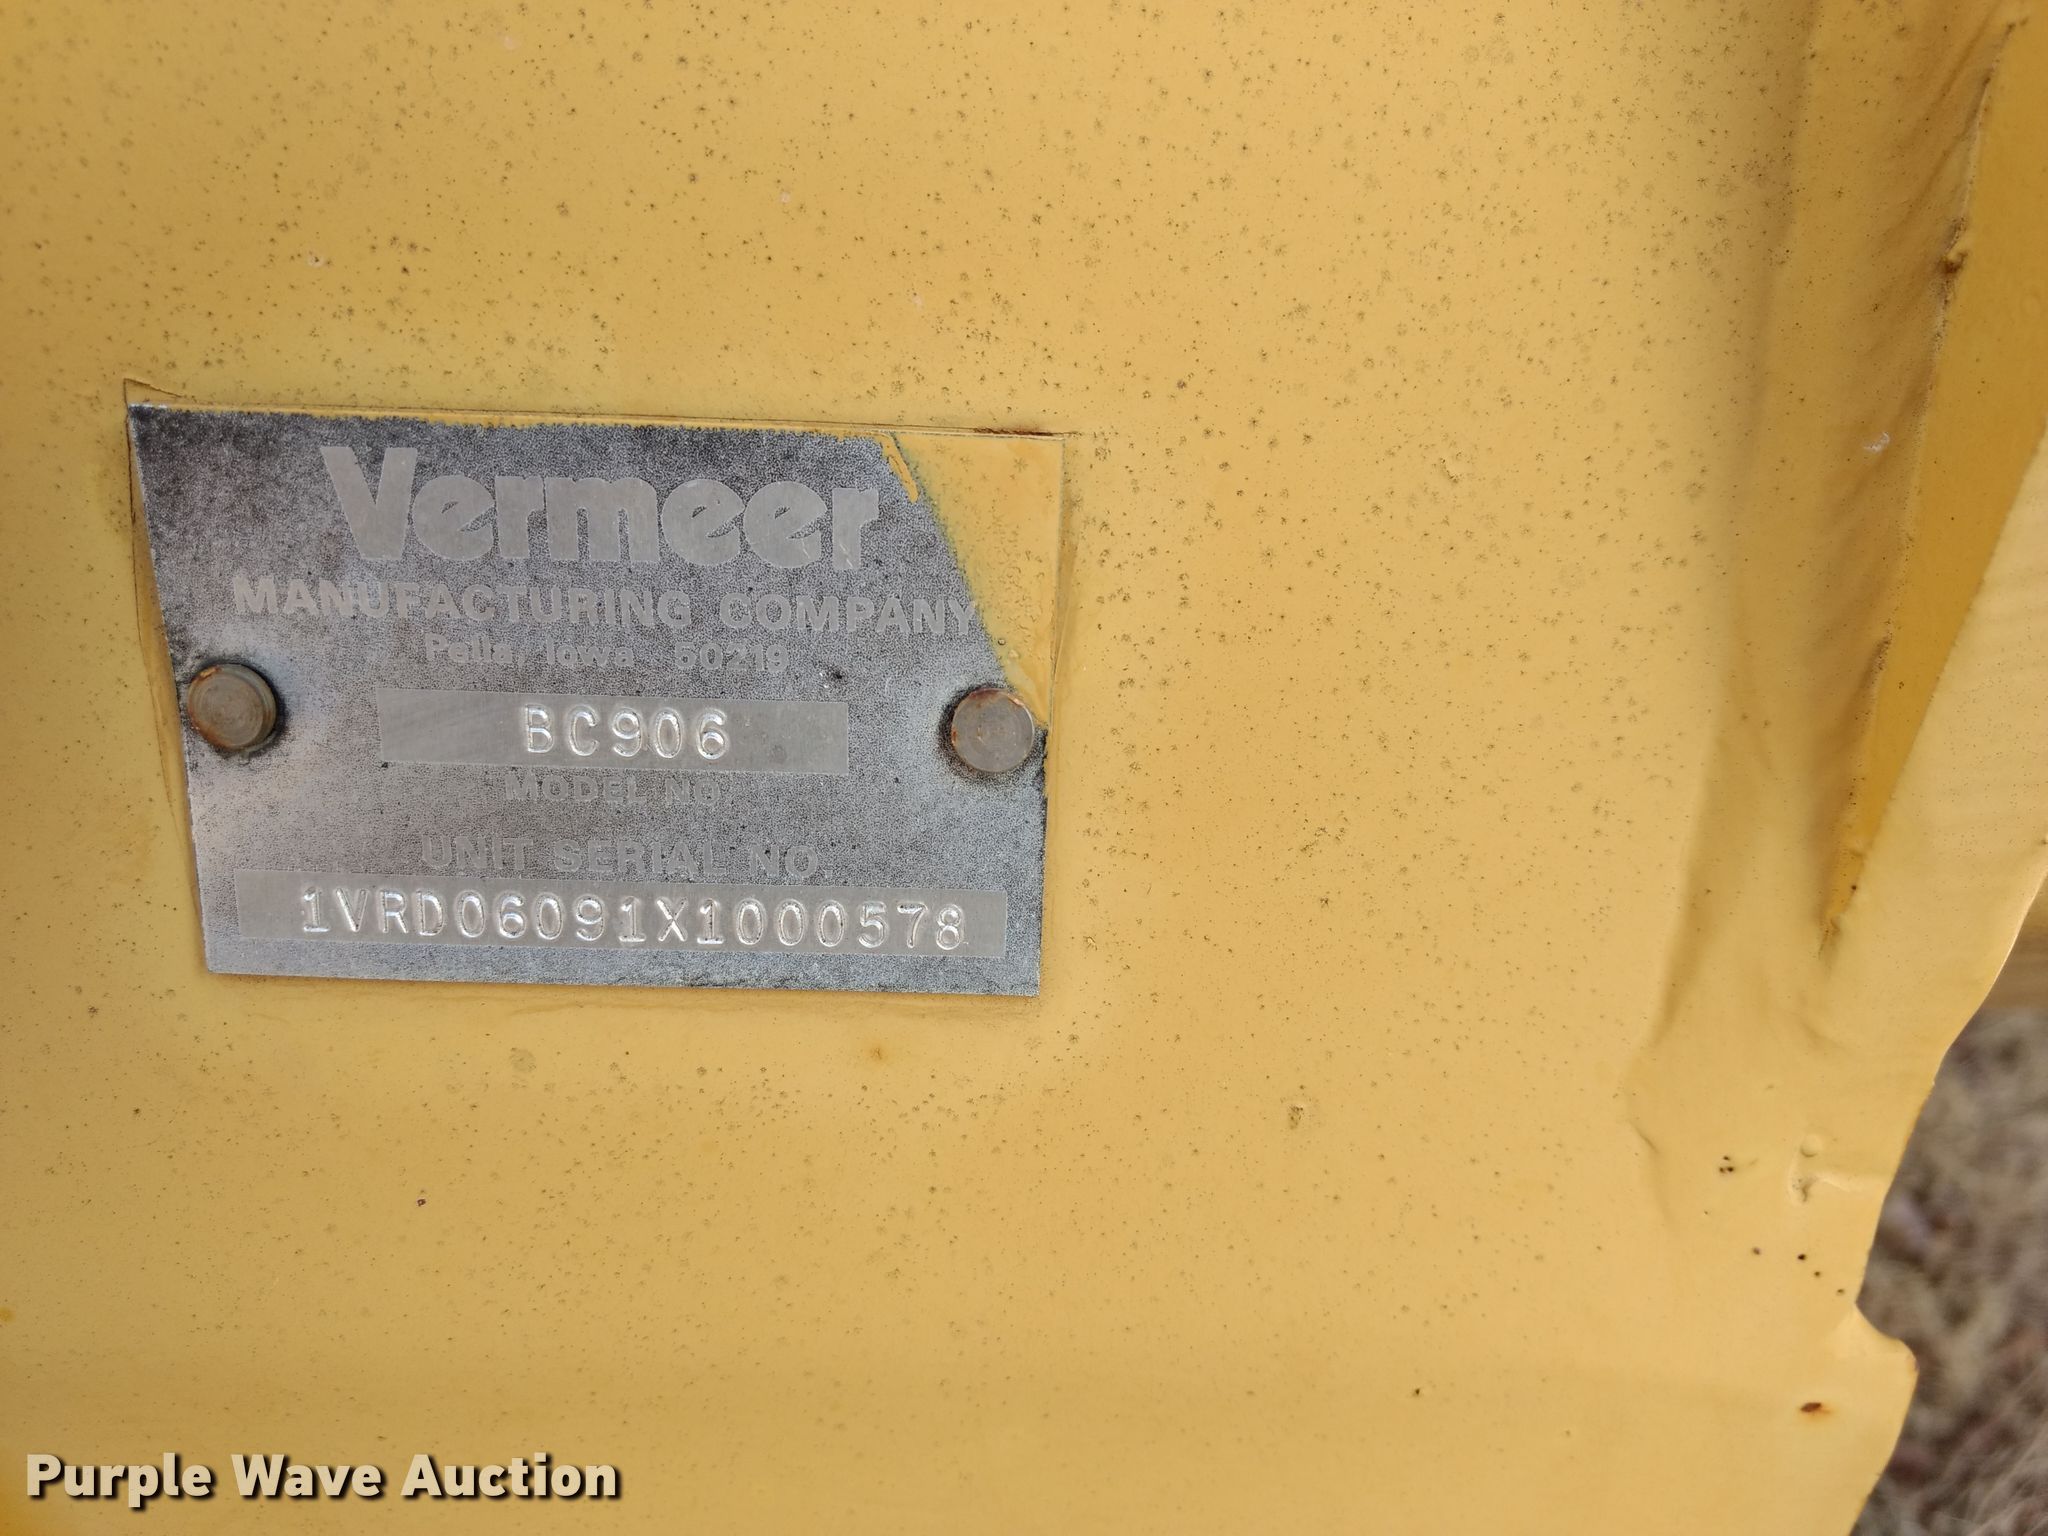 Vermeer
MANUFACTURING COMPANY
Pella, Iowa 50219
BC906
MODEL NO.
UNIT SERIAL NO.
1VRD06091X1000578
Purple Wave Auction